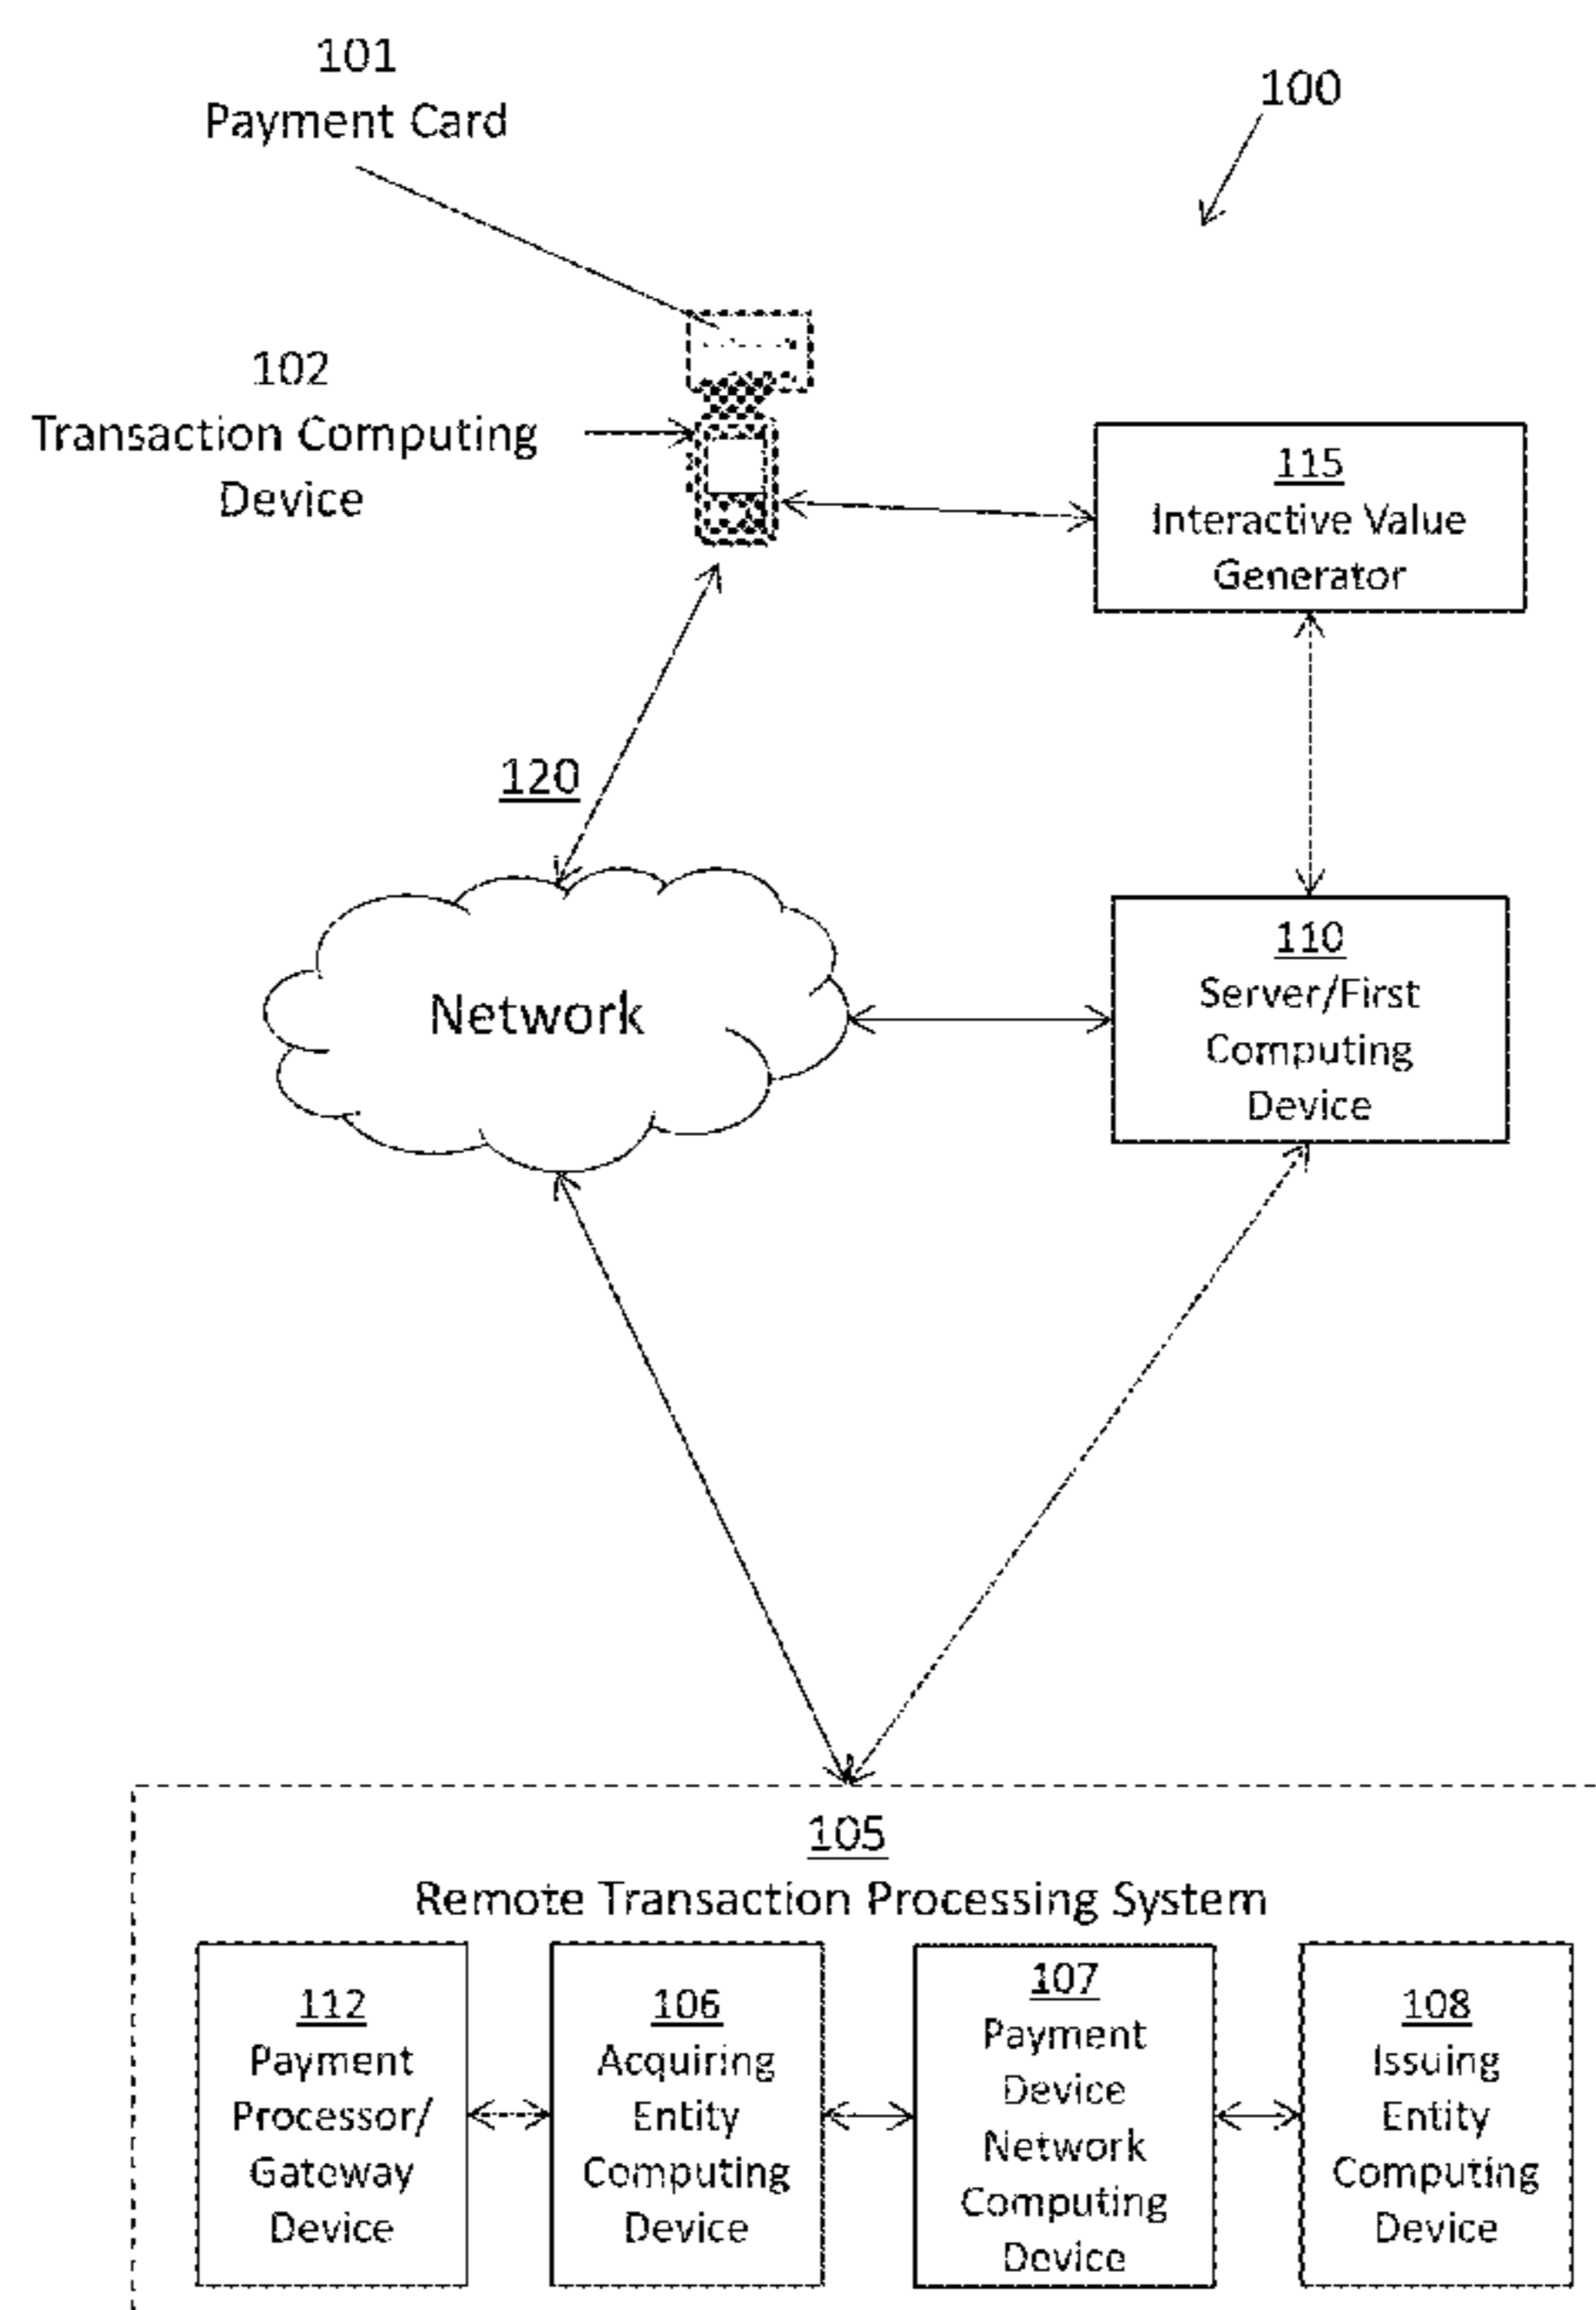 101
Payment Card
100
102
Transaction Computing
Device
115
Interactive Value
Generator
120
Network
110
Server/First
Computing
Device
105
Remote Transaction Processing System
112
Payment
Processor/
Gateway
Device
106
Acquiring
Entity
Computing
Device
107
Payment
Device
Network
Computing
Device
108
Issuing
Entity
Computing
Device